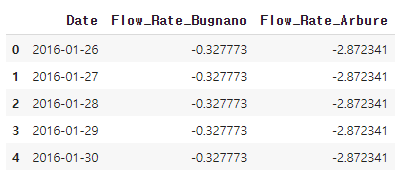 Date Flow_Rate_Bugnano Flow_Rate_Arbure
0 2016-01-26 -0.327773 -2.872341
1 2016-01-27 -0.327773 -2.872341
2 2016-01-28 -0.327773 -2.872341
3 2016-01-29 -0.327773 -2.872341
4 2016-01-30 -0.327773 -2.872341